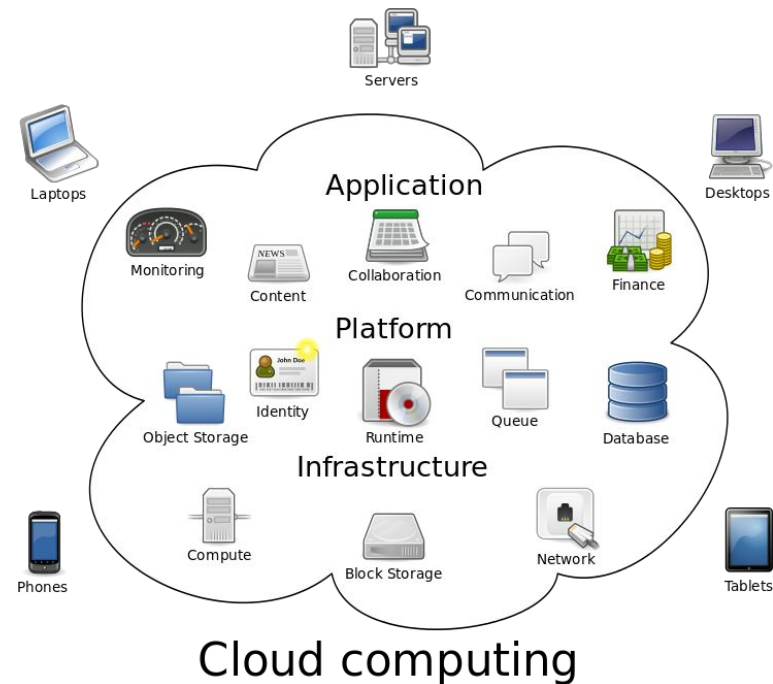 Servers
Laptops
Desktops
Application
Monitoring
NEWS
Content
Collaboration
Communication
Finance
Platform
John Doe
Identity
Object Storage
Runtime
Queue
Database
Infrastructure
Compute
Block Storage
Network
Phones
Tablets
Cloud computing